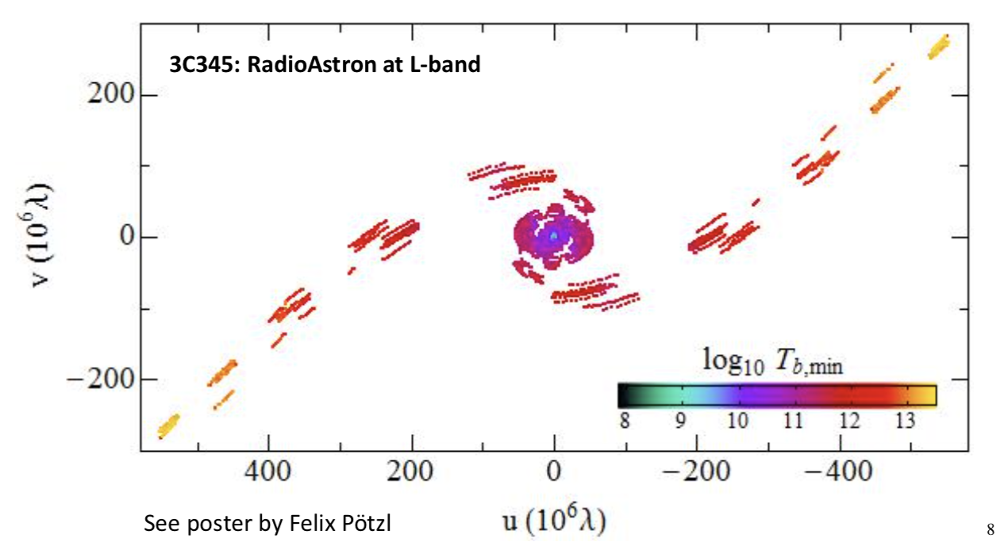 3C345: RadioAstron at L-band
200
0
−200
v (10⁶λ)
log₁₀ T_b,min
8 9 10 11 12 13
400 200 0 −200 −400
u (10⁶λ)
See poster by Felix Pötzl
8